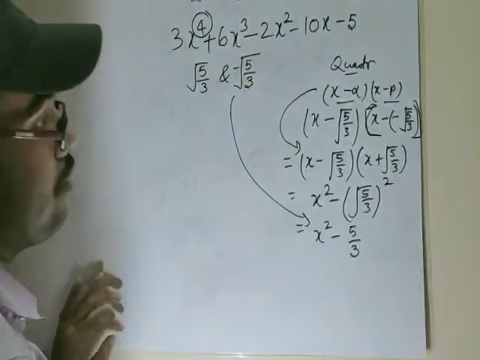 3x⁴+6x³-2x²-10x-5
√5/3 & -√5/3
Quadr
(x-α)(x-β)
(x-√5/3)[x-(-√5/3)]
=(x-√5/3)(x+√5/3)
= x²-(√5/3)²
= x²-5/3